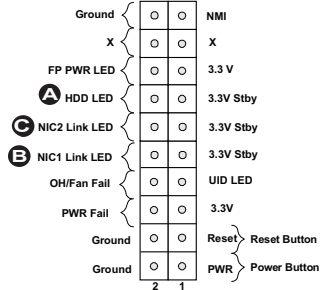 Ground NMI
X X
FP PWR LED 3.3 V
A HDD LED 3.3V Stby
C NIC2 Link LED 3.3V Stby
B NIC1 Link LED 3.3V Stby
OH/Fan Fail UID LED
PWR Fail 3.3V
Ground Reset Reset Button
Ground PWR Power Button
2 1